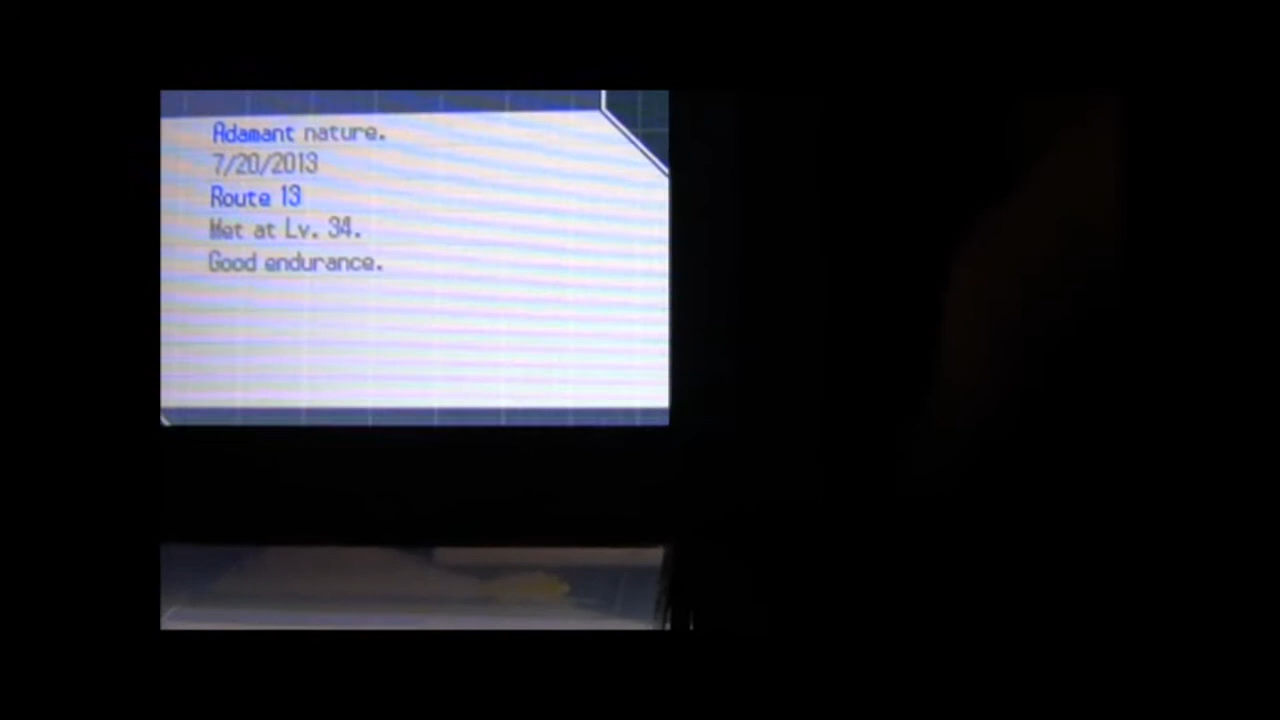 Adamant nature.
7/20/2013
Route 13
Met at Lv. 34.
Good endurance.